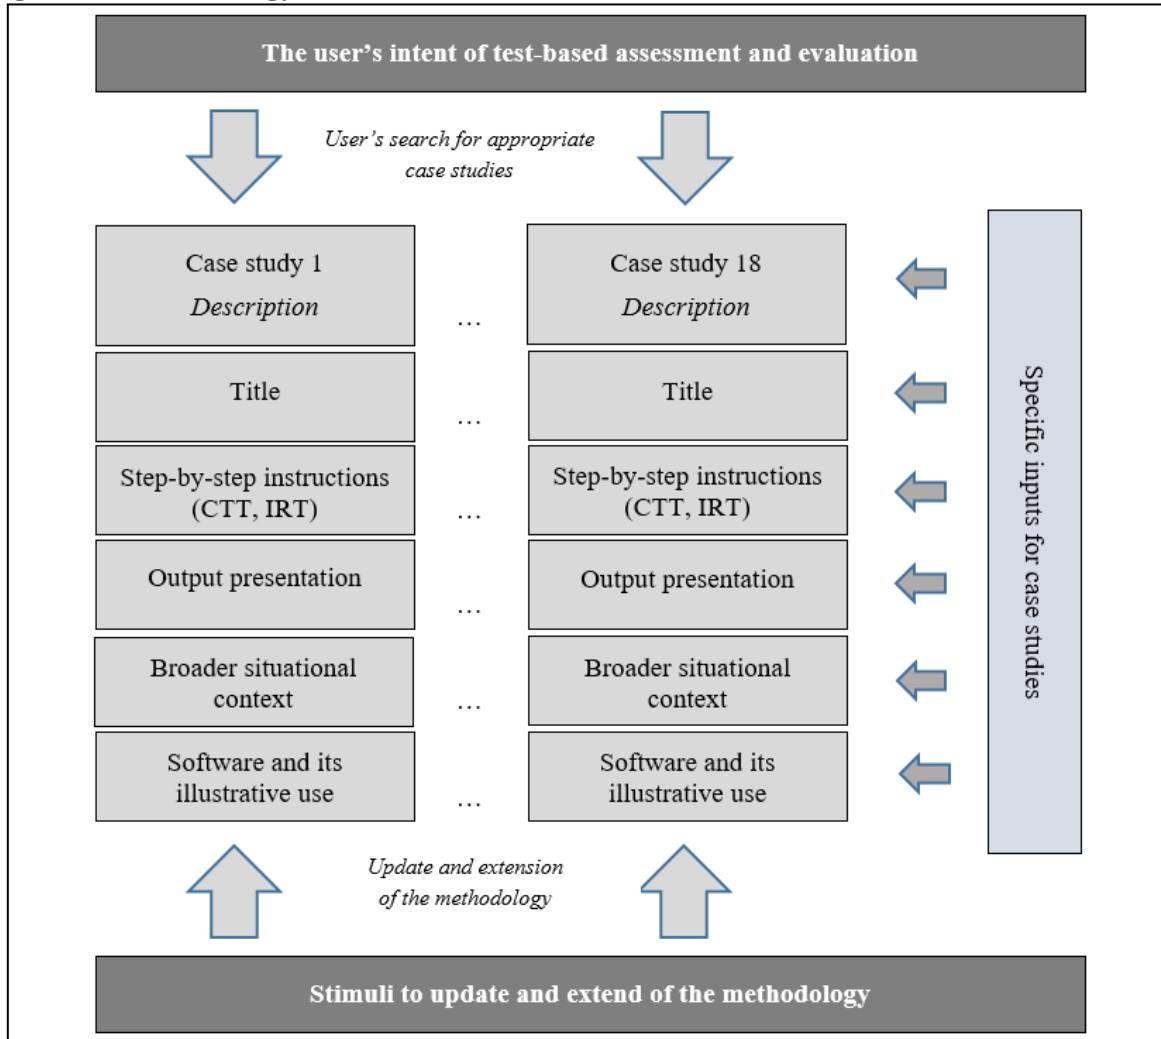 The user’s intent of test-based assessment and evaluation
User’s search for appropriate
case studies
Case study 1
Description
…
Case study 18
Description
Title
…
Title
Step-by-step instructions
(CTT, IRT)
…
Step-by-step instructions
(CTT, IRT)
Output presentation
…
Output presentation
Broader situational
context
…
Broader situational
context
Software and its
illustrative use
…
Software and its
illustrative use
Specific inputs for case studies
Update and extension
of the methodology
Stimuli to update and extend of the methodology